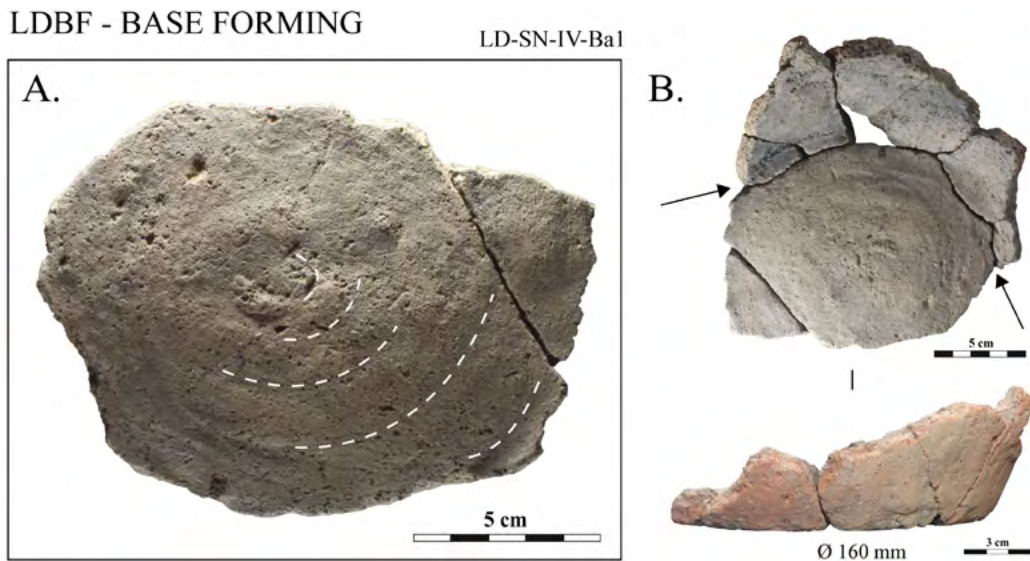 LDBF - BASE FORMING
LD-SN-IV-Ba1
A.
B.
5 cm
5 cm
Ø 160 mm
3 cm